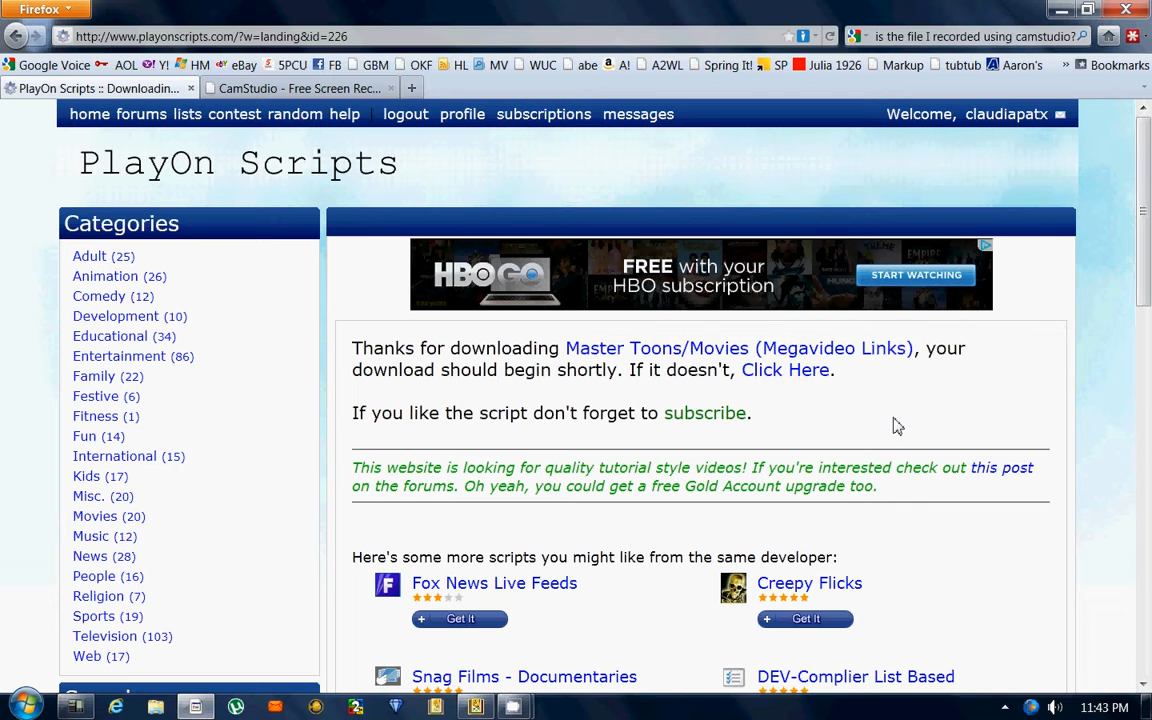 Firefox
http://www.playonscripts.com/?w=landing&id=226
is the file I recorded using camstudio?
Google Voice AOL Y! HM eBay 5PCU FB GBM OKF HL MV WUC abe A! A2WL Spring It! SP Julia 1926 Markup tubtub Aaron's » Bookmarks
PlayOn Scripts :: Downloadin... CamStudio - Free Screen Rec...
home forums lists contest random help logout profile subscriptions messages Welcome, claudiapatx
PlayOn Scripts
Categories
Adult (25)
Animation (26)
Comedy (12)
Development (10)
Educational (34)
Entertainment (86)
Family (22)
Festive (6)
Fitness (1)
Fun (14)
International (15)
Kids (17)
Misc. (20)
Movies (20)
Music (12)
News (28)
People (16)
Religion (7)
Sports (19)
Television (103)
Web (17)
HBO GO
FREE with your
HBO subscription
START WATCHING
Thanks for downloading Master Toons/Movies (Megavideo Links), your
download should begin shortly. If it doesn't, Click Here.
If you like the script don't forget to subscribe.
This website is looking for quality tutorial style videos! If you're interested check out this post
on the forums. Oh yeah, you could get a free Gold Account upgrade too.
Here's some more scripts you might like from the same developer:
Fox News Live Feeds Creepy Flicks
+ Get It + Get It
Snag Films - Documentaries DEV-Complier List Based
11:43 PM